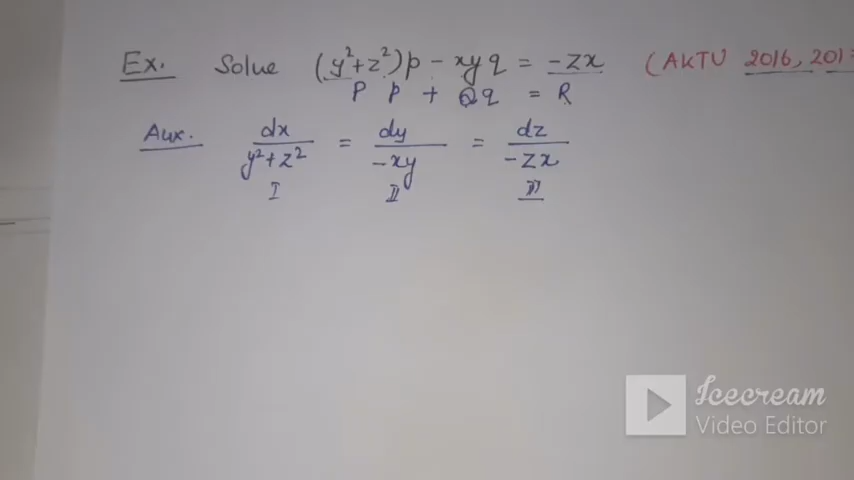 Ex. Solve (y²+z²)p - xyq = -zx (AKTU 2016, 201
P p + Qq = R
Aux. dx/y²+z² = dy/-xy = dz/-zx
I II III
Icecream
Video Editor